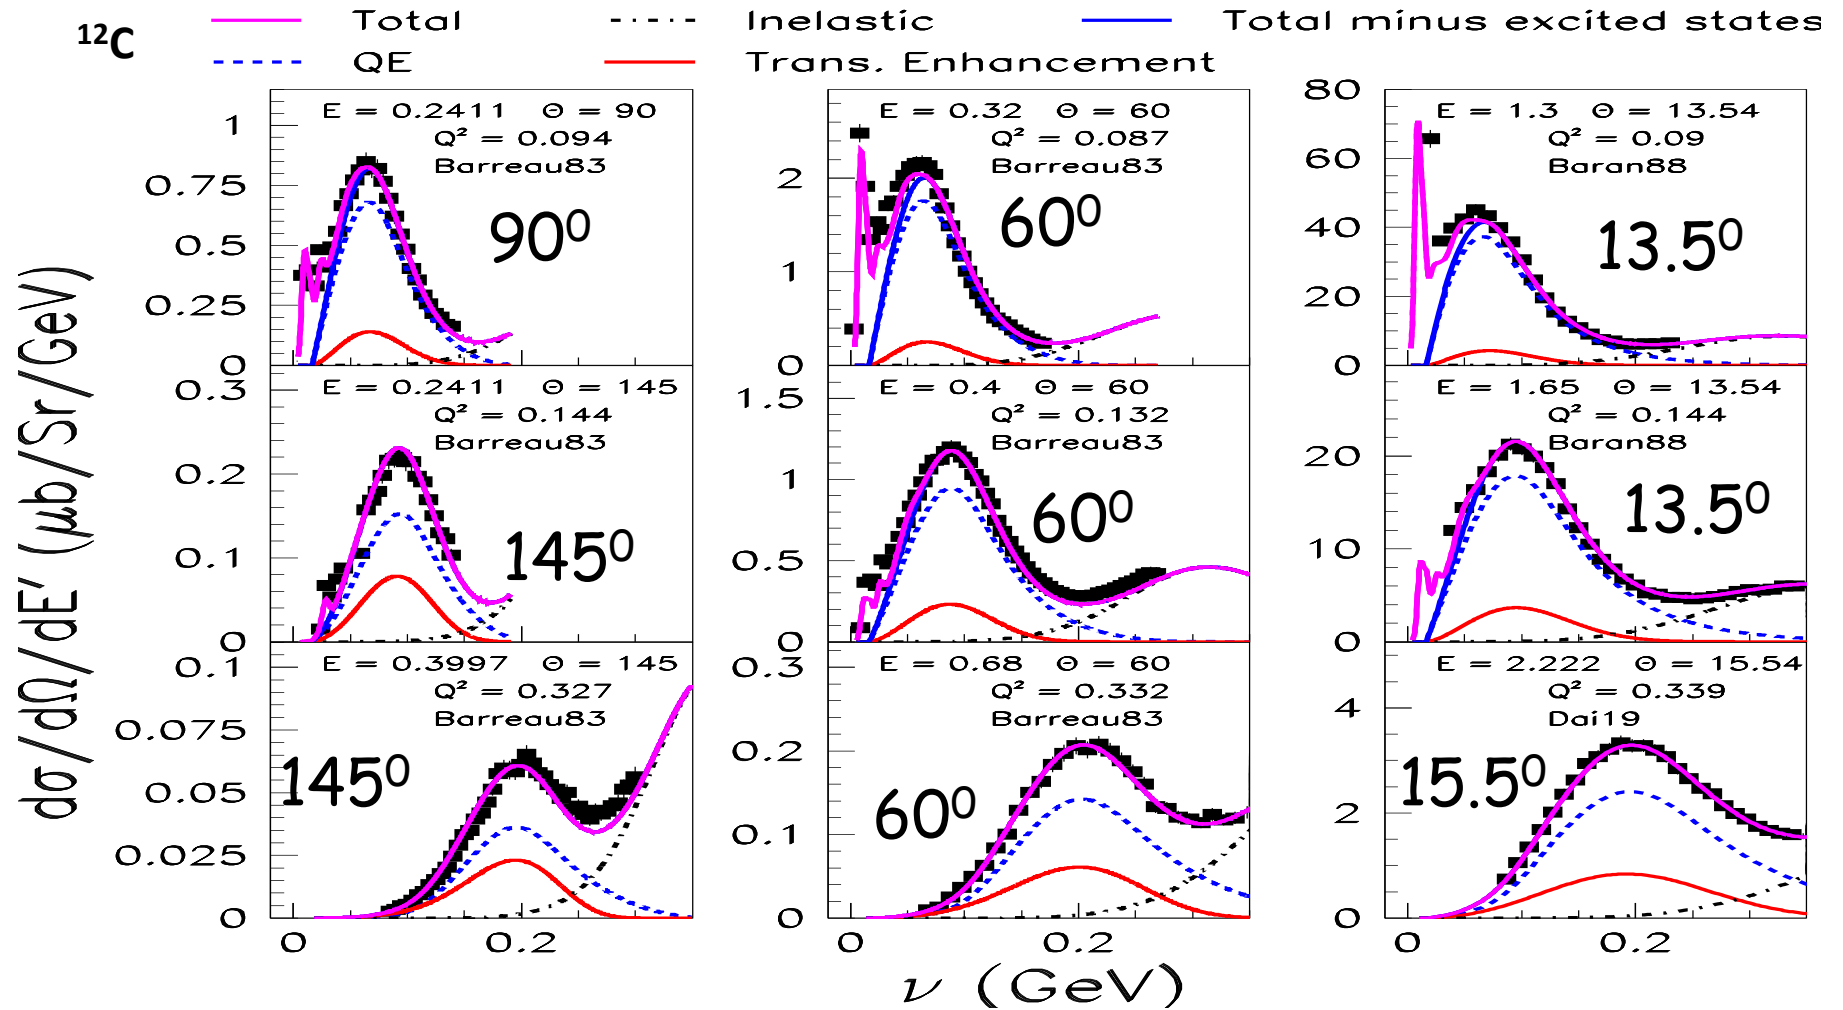 ¹²C
Total Inelastic Total minus excited states
QE Trans. Enhancement
dσ/dΩ/dE' (μb/Sr/GeV)
E = 0.2411 Θ = 90
Q² = 0.094
Barreau83
90⁰
1
0.75
0.5
0.25
0
E = 0.32 Θ = 60
Q² = 0.087
Barreau83
60⁰
2
1
0
E = 1.3 Θ = 13.54
Q² = 0.09
Baran88
13.5⁰
80
60
40
20
0
E = 0.2411 Θ = 145
Q² = 0.144
Barreau83
145⁰
0.3
0.2
0.1
0
E = 0.4 Θ = 60
Q² = 0.132
Barreau83
60⁰
1.5
1
0.5
0
E = 1.65 Θ = 13.54
Q² = 0.144
Baran88
13.5⁰
20
10
0
E = 0.3997 Θ = 145
Q² = 0.327
Barreau83
145⁰
0.1
0.075
0.05
0.025
0
0 0.2
E = 0.68 Θ = 60
Q² = 0.332
Barreau83
60⁰
0.3
0.2
0.1
0
0 0.2
E = 2.222 Θ = 15.54
Q² = 0.339
Dai19
15.5⁰
4
2
0
0 0.2
ν (GeV)